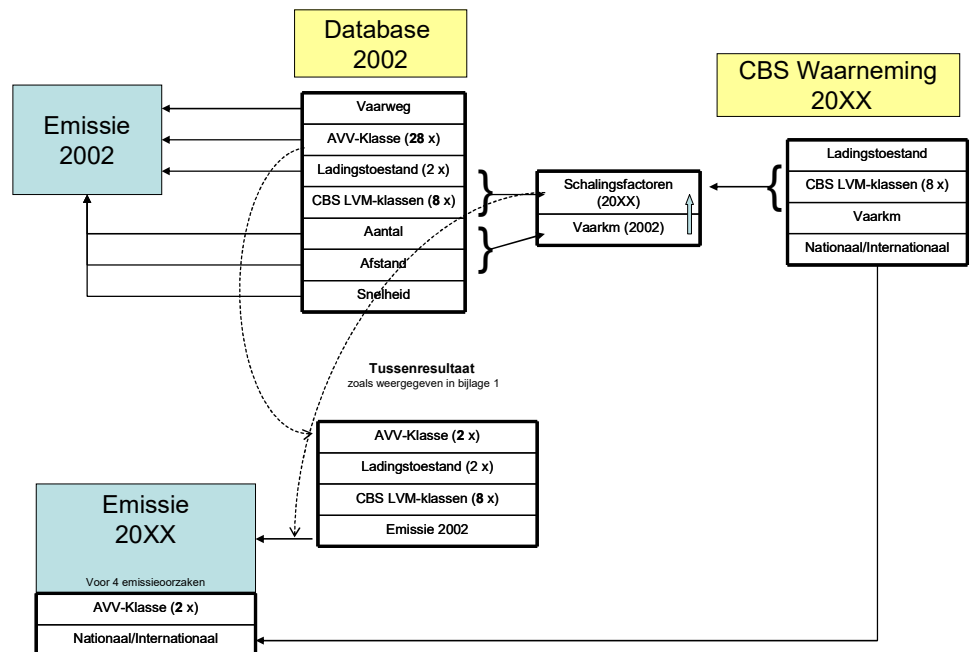 Database
2002
CBS Waarneming
20XX
Emissie
2002
Vaarweg
AVV-Klasse (28 x)
Ladingstoestand (2 x)
CBS LVM-klassen (8 x)
Aantal
Afstand
Snelheid
Schalingsfactoren
(20XX)
Vaarkm (2002)
Ladingtoestand
CBS LVM-klassen (8 x)
Vaarkm
Nationaal/Internationaal
Tussenresultaat
zoals weergegeven in bijlage 1
AVV-Klasse (2 x)
Ladingstoestand (2 x)
CBS LVM-klassen (8 x)
Emissie 2002
Emissie
20XX
Voor 4 emissieoorzaken
AVV-Klasse (2 x)
Nationaal/Internationaal